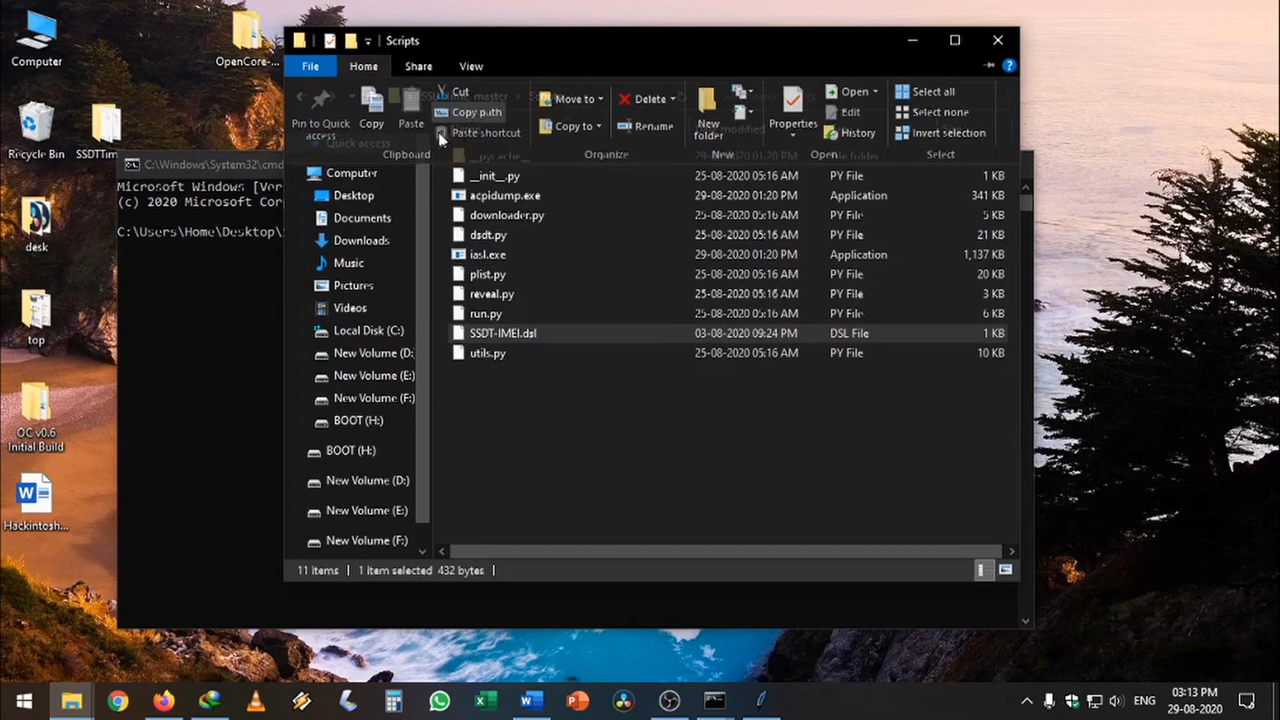 Computer
OpenCore-...
Recycle Bin
SSDTTim...
desk
top
OC v0.6
Initial Build
Hackintosh...
Scripts
File
Home
Share
View
Pin to Quick
access
Copy
Paste
Cut
Copy path
Paste shortcut
Clipboard
Move to
Copy to
Delete
Rename
Organize
New
folder
New
Properties
Open
Edit
History
Open
Select all
Select none
Invert selection
Select
Quick access
Computer
Desktop
Documents
Downloads
Music
Pictures
Videos
Local Disk (C:)
New Volume (D:
New Volume (E:)
New Volume (F:)
BOOT (H:)
BOOT (H:)
New Volume (D:)
New Volume (E:)
New Volume (F:)
__pycache__ 29-08-2020 01:20 PM File folder
__init__.py 25-08-2020 05:16 AM PY File 1 KB
acpidump.exe 29-08-2020 01:20 PM Application 341 KB
downloader.py 25-08-2020 05:16 AM PY File 5 KB
dsdt.py 25-08-2020 05:16 AM PY File 21 KB
iasl.exe 29-08-2020 01:20 PM Application 1,137 KB
plist.py 25-08-2020 05:16 AM PY File 20 KB
reveal.py 25-08-2020 05:16 AM PY File 3 KB
run.py 25-08-2020 05:16 AM PY File 6 KB
SSDT-IMEI.dsl 03-08-2020 09:24 PM DSL File 1 KB
utils.py 25-08-2020 05:16 AM PY File 10 KB
11 items
1 item selected 432 bytes
C:\Windows\System32\cmd
Microsoft Windows [Ver
(c) 2020 Microsoft Cor
C:\Users\Home\Desktop\
ENG
03:13 PM
29-08-2020